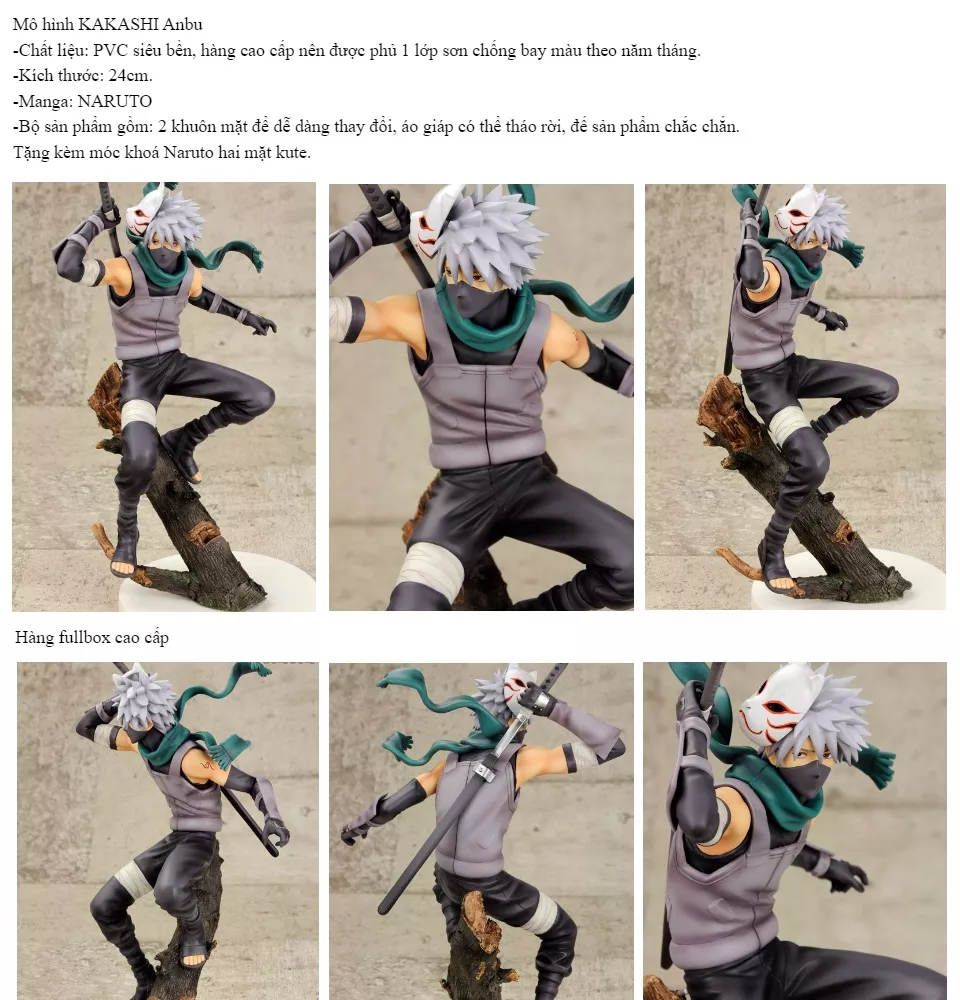 Mô hình KAKASHI Anbu
-Chất liệu: PVC siêu bền, hàng cao cấp nên được phủ 1 lớp sơn chống bay màu theo năm tháng.
-Kích thước: 24cm.
-Manga: NARUTO
-Bộ sản phẩm gồm: 2 khuôn mặt để dễ dàng thay đổi, áo giáp có thể tháo rời, đế sản phẩm chắc chắn.
Tặng kèm móc khoá Naruto hai mặt kute.
Hàng fullbox cao cấp